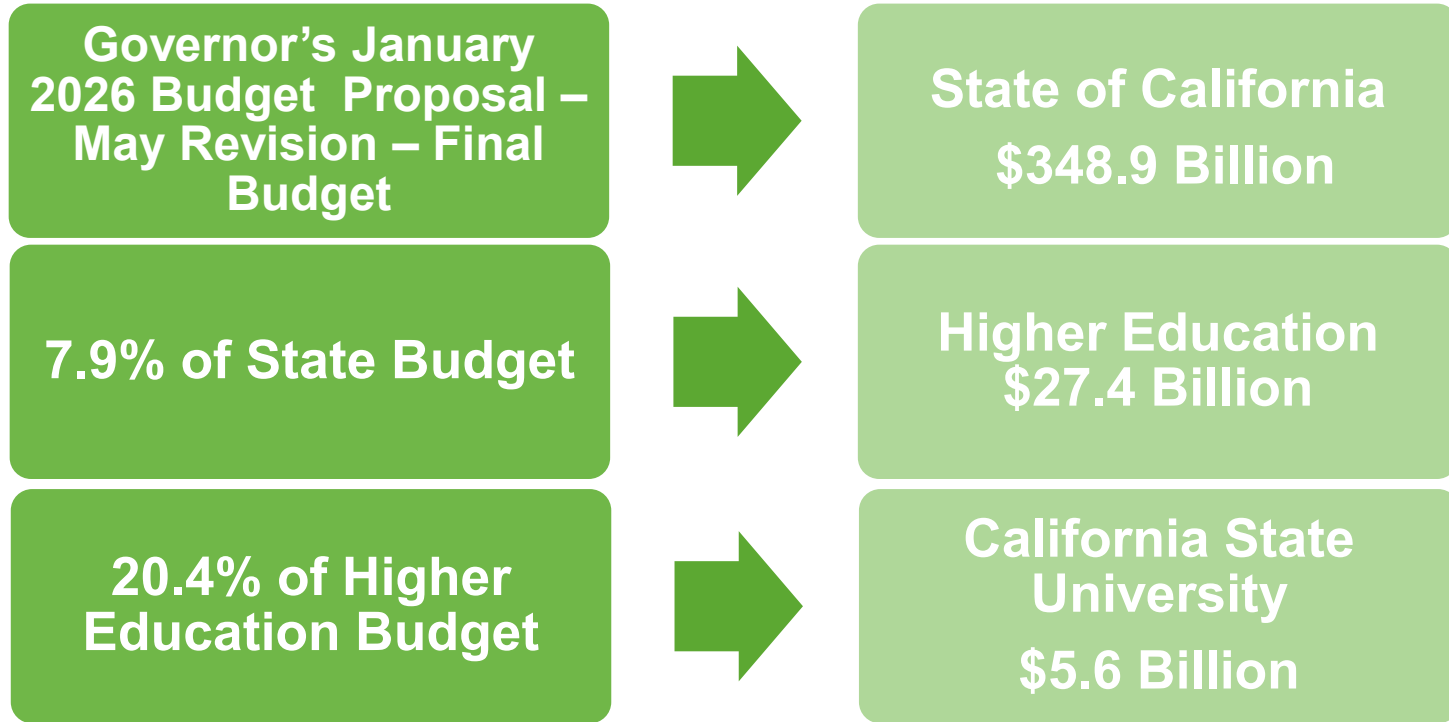 Governor’s January
2026 Budget  Proposal –
May Revision – Final
Budget
State of California
$348.9 Billion
7.9% of State Budget
Higher Education
$27.4 Billion
20.4% of Higher
Education Budget
California State
University
$5.6 Billion